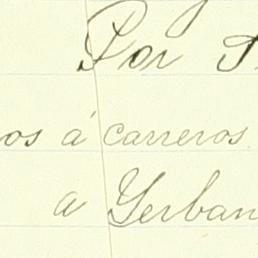 Por
os á carreros
a Gerban